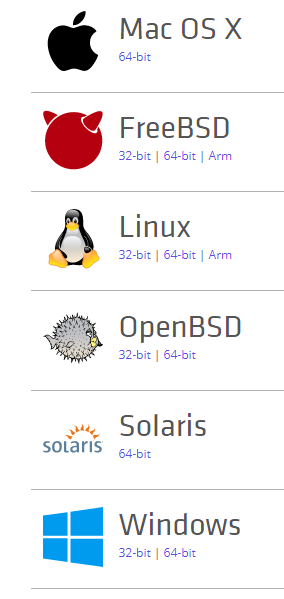 Mac OS X
64-bit
FreeBSD
32-bit | 64-bit | Arm
Linux
32-bit | 64-bit | Arm
OpenBSD
32-bit | 64-bit
Solaris
solaris
64-bit
Windows
32-bit | 64-bit